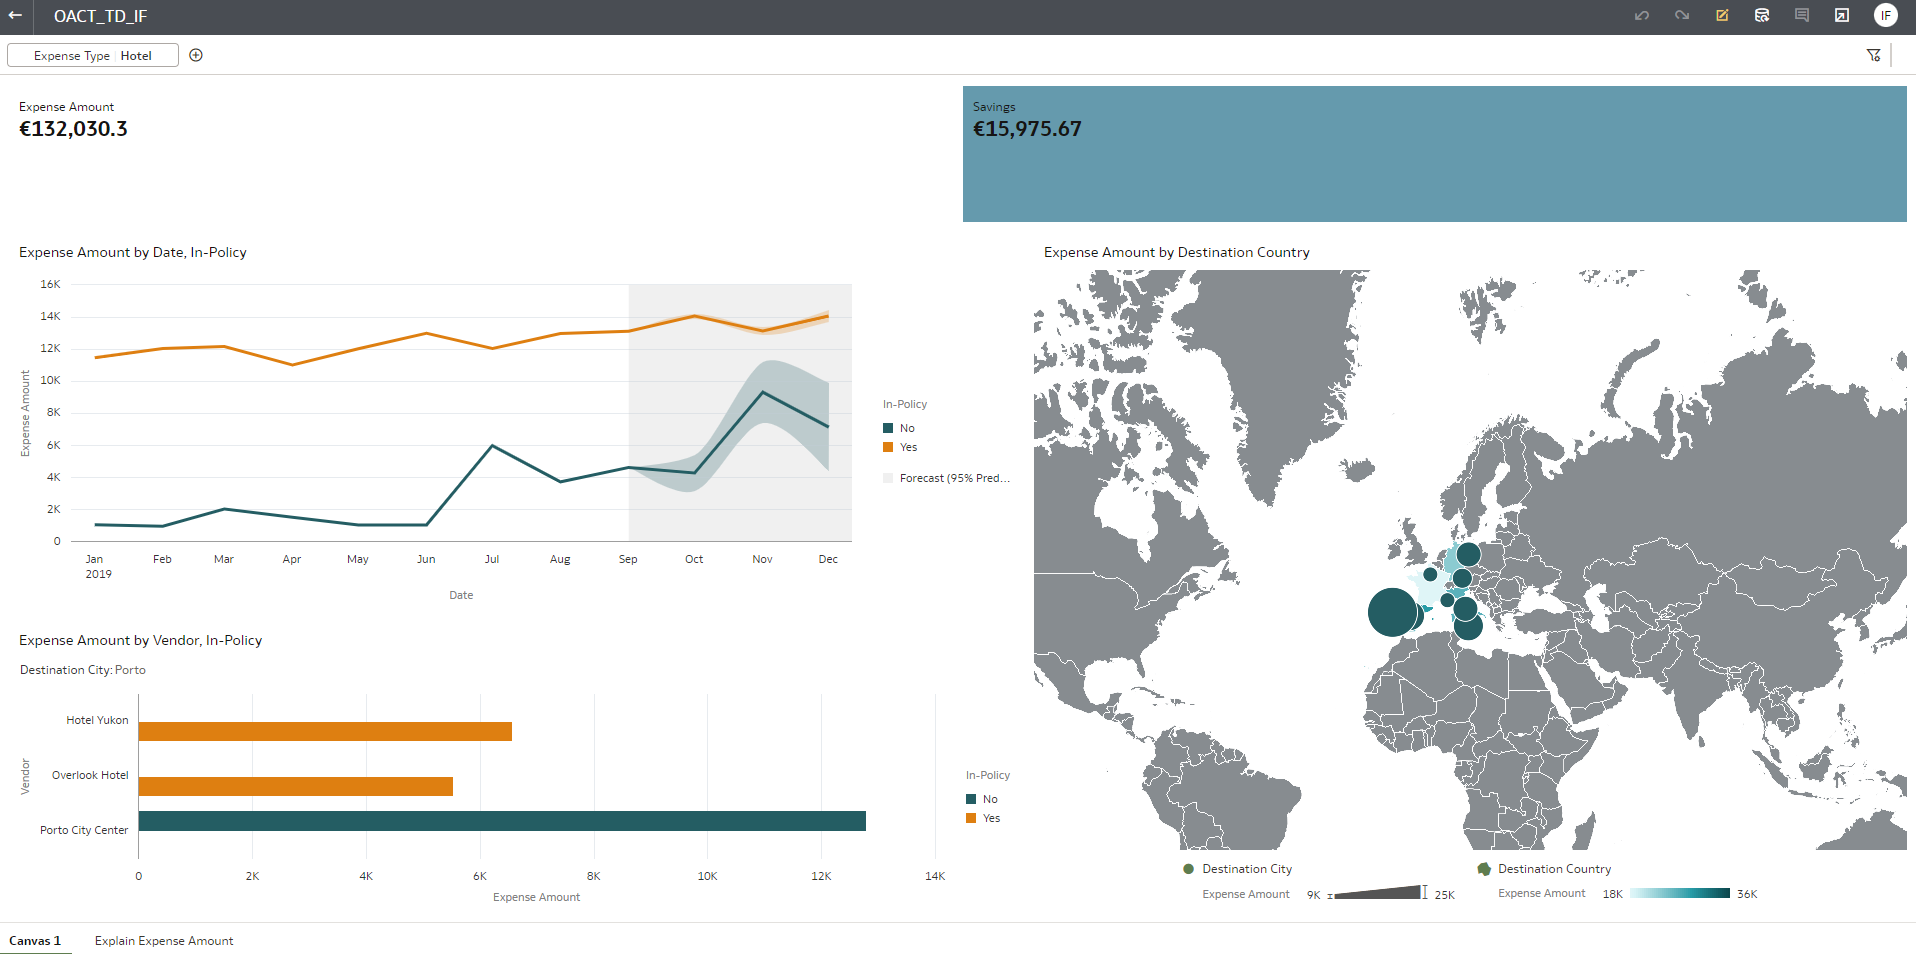 OACT_TD_IF
IF
Expense Type Hotel
Expense Amount
€132,030.3
Savings
€15,975.67
Expense Amount by Date, In-Policy
16K
14K
12K
10K
8K
6K
4K
2K
0
Expense Amount
Jan Feb Mar Apr May Jun Jul Aug Sep Oct Nov Dec
2019
Date
In-Policy
No
Yes
Forecast (95% Pred...
Expense Amount by Vendor, In-Policy
Destination City: Porto
Hotel Yukon
Overlook Hotel
Porto City Center
Vendor
0 2K 4K 6K 8K 10K 12K 14K
Expense Amount
In-Policy
No
Yes
Expense Amount by Destination Country
Destination City
Expense Amount 9K 25K
Destination Country
Expense Amount 18K 36K
Canvas 1 Explain Expense Amount